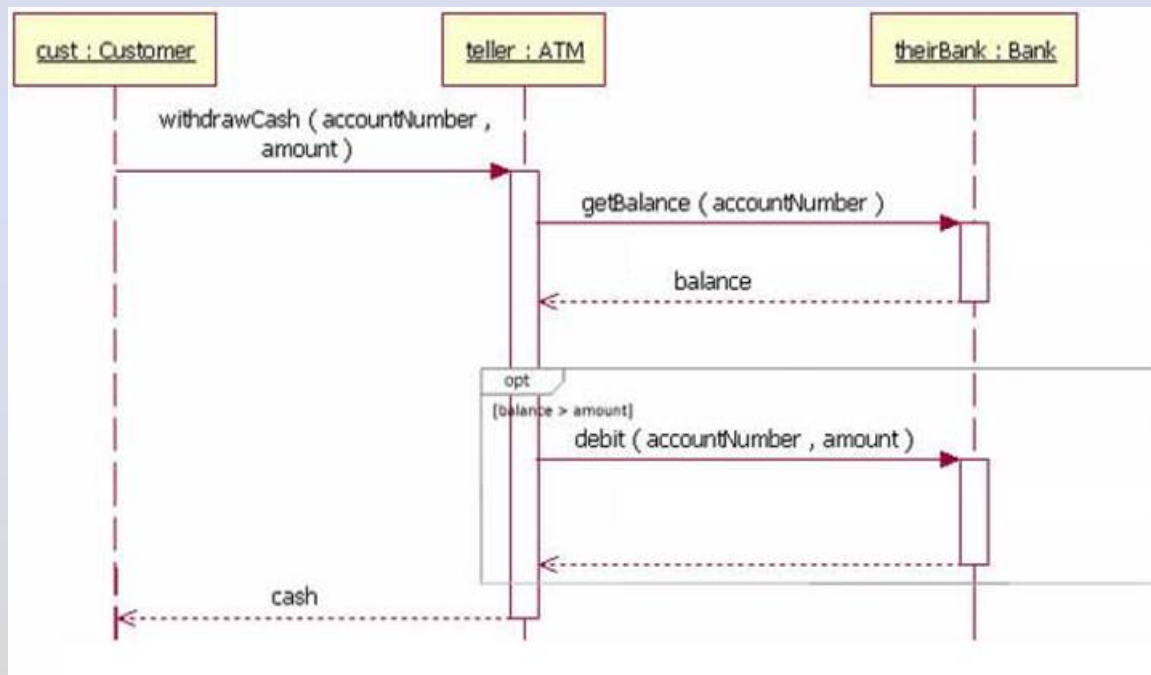 cust : Customer
teller : ATM
theirBank : Bank
withdrawCash ( accountNumber ,
amount )
getBalance ( accountNumber )
balance
opt
[balance > amount]
debit ( accountNumber , amount )
cash